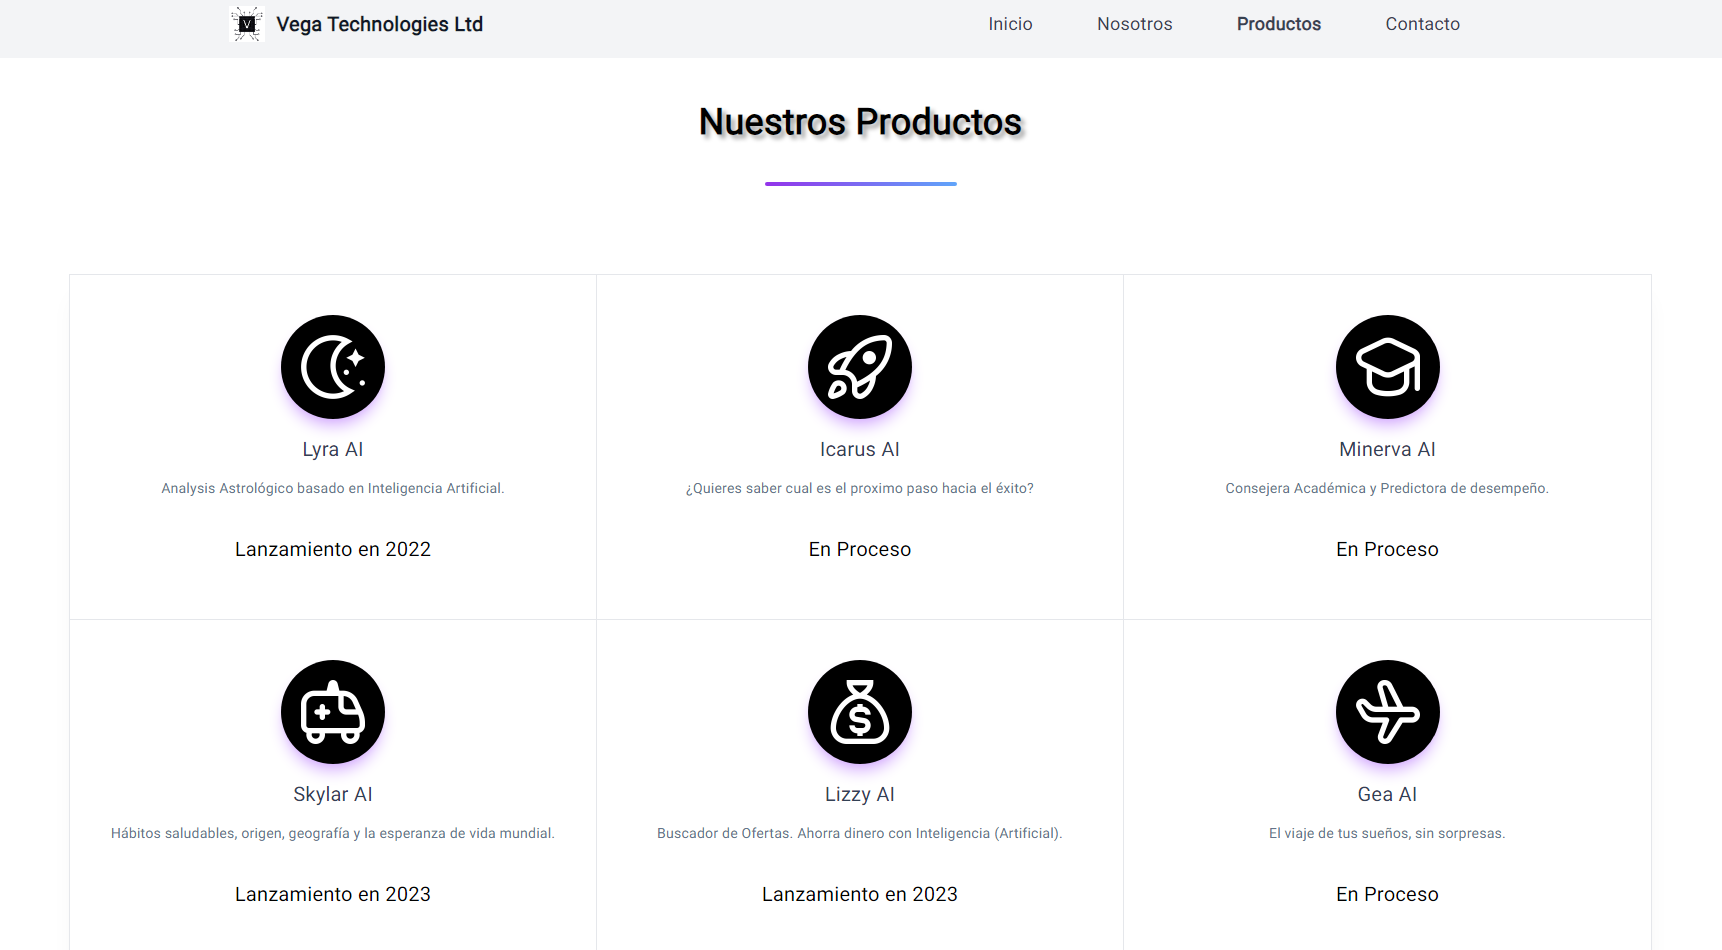 V
Vega Technologies Ltd
Inicio
Nosotros
Productos
Contacto
Nuestros Productos
Lyra AI
Analysis Astrológico basado en Inteligencia Artificial.
Lanzamiento en 2022
Icarus AI
¿Quieres saber cual es el proximo paso hacia el éxito?
En Proceso
Minerva AI
Consejera Académica y Predictora de desempeño.
En Proceso
Skylar AI
Hábitos saludables, origen, geografía y la esperanza de vida mundial.
Lanzamiento en 2023
$
Lizzy AI
Buscador de Ofertas. Ahorra dinero con Inteligencia (Artificial).
Lanzamiento en 2023
Gea AI
El viaje de tus sueños, sin sorpresas.
En Proceso